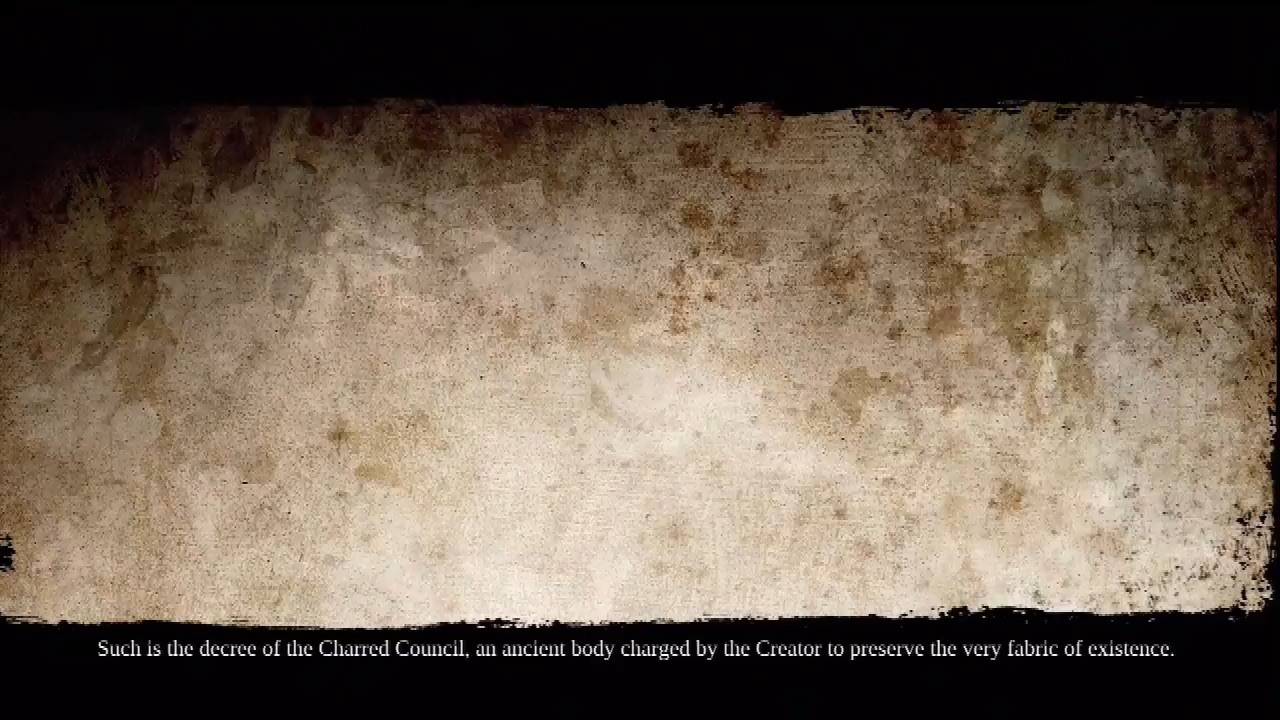 Such is the decree of the Charred Council, an ancient body charged by the Creator to preserve the very fabric of existence.